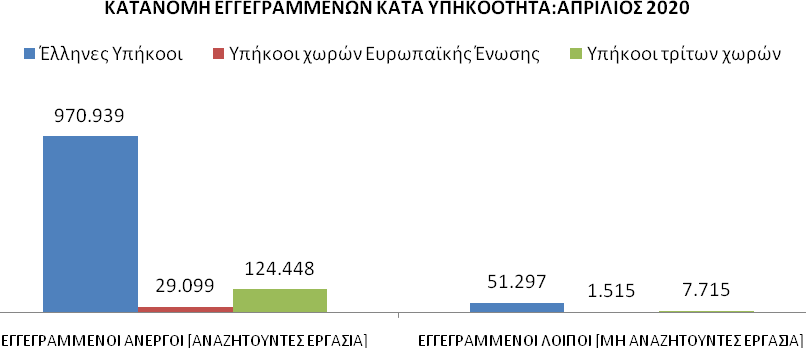 ΚΑΤΑΝΟΜΗ ΕΓΓΕΓΡΑΜΜΕΝΩΝ ΚΑΤΑ ΥΠΗΚΟΟΤΗΤΑ:ΑΠΡΙΛΙΟΣ 2020
Έλληνες Υπήκοοι Υπήκοοι χωρών Ευρωπαϊκής Ένωσης Υπήκοοι τρίτων χωρών
970.939
29.099
124.448
51.297
1.515
7.715
ΕΓΓΕΓΡΑΜΜΕΝΟΙ ΑΝΕΡΓΟΙ [ΑΝΑΖΗΤΟΥΝΤΕΣ ΕΡΓΑΣΙΑ] ΕΓΓΕΓΡΑΜΜΕΝΟΙ ΛΟΙΠΟΙ [ΜΗ ΑΝΑΖΗΤΟΥΝΤΕΣ ΕΡΓΑΣΙΑ]